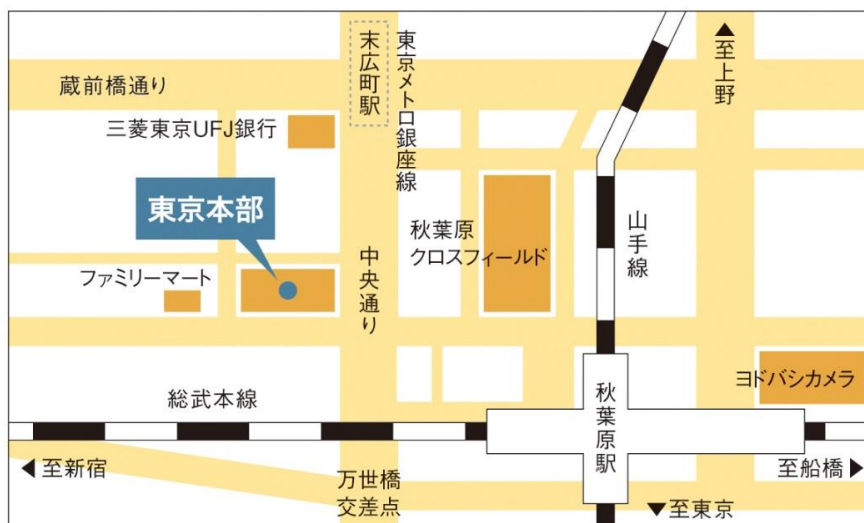 蔵前橋通り
末広町駅
東京メトロ銀座線
▲至上野
三菱東京UFJ銀行
東京本部
ファミリーマート
中央通り
秋葉原
クロスフィールド
山手線
ヨドバシカメラ
総武本線
秋葉原駅
◀至新宿
万世橋
交差点
▼至東京
至船橋▶